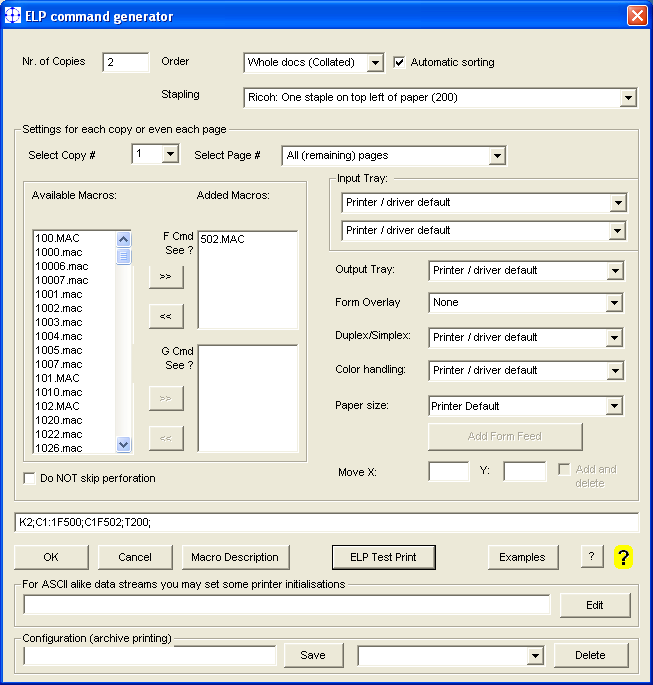 ELP command generator
Nr. of Copies 2 Order Whole docs (Collated) Automatic sorting
Stapling Ricoh: One staple on top left of paper (200)
Settings for each copy or even each page
Select Copy # 1 Select Page # All (remaining) pages
Available Macros: Added Macros:
100.MAC
1000.mac
10006.mac
10007.mac
1001.mac
1002.mac
1003.mac
1004.mac
1005.mac
1007.mac
101.MAC
1010.mac
102.MAC
1020.mac
1022.mac
1026.mac
F Cmd
See ?
>>
<<
502.MAC
G Cmd
See ?
>>
<<
Do NOT skip perforation
Input Tray:
Printer / driver default
Printer / driver default
Output Tray: Printer / driver default
Form Overlay None
Duplex/Simplex: Printer / driver default
Color handling: Printer / driver default
Paper size: Printer Default
Add Form Feed
Move X: Y: Add and
delete
K2;C1:1F500;C1F502;T200;
OK Cancel Macro Description ELP Test Print Examples ? ?
For ASCII alike data streams you may set some printer initialisations
Edit
Configuration (archive printing)
Save Delete